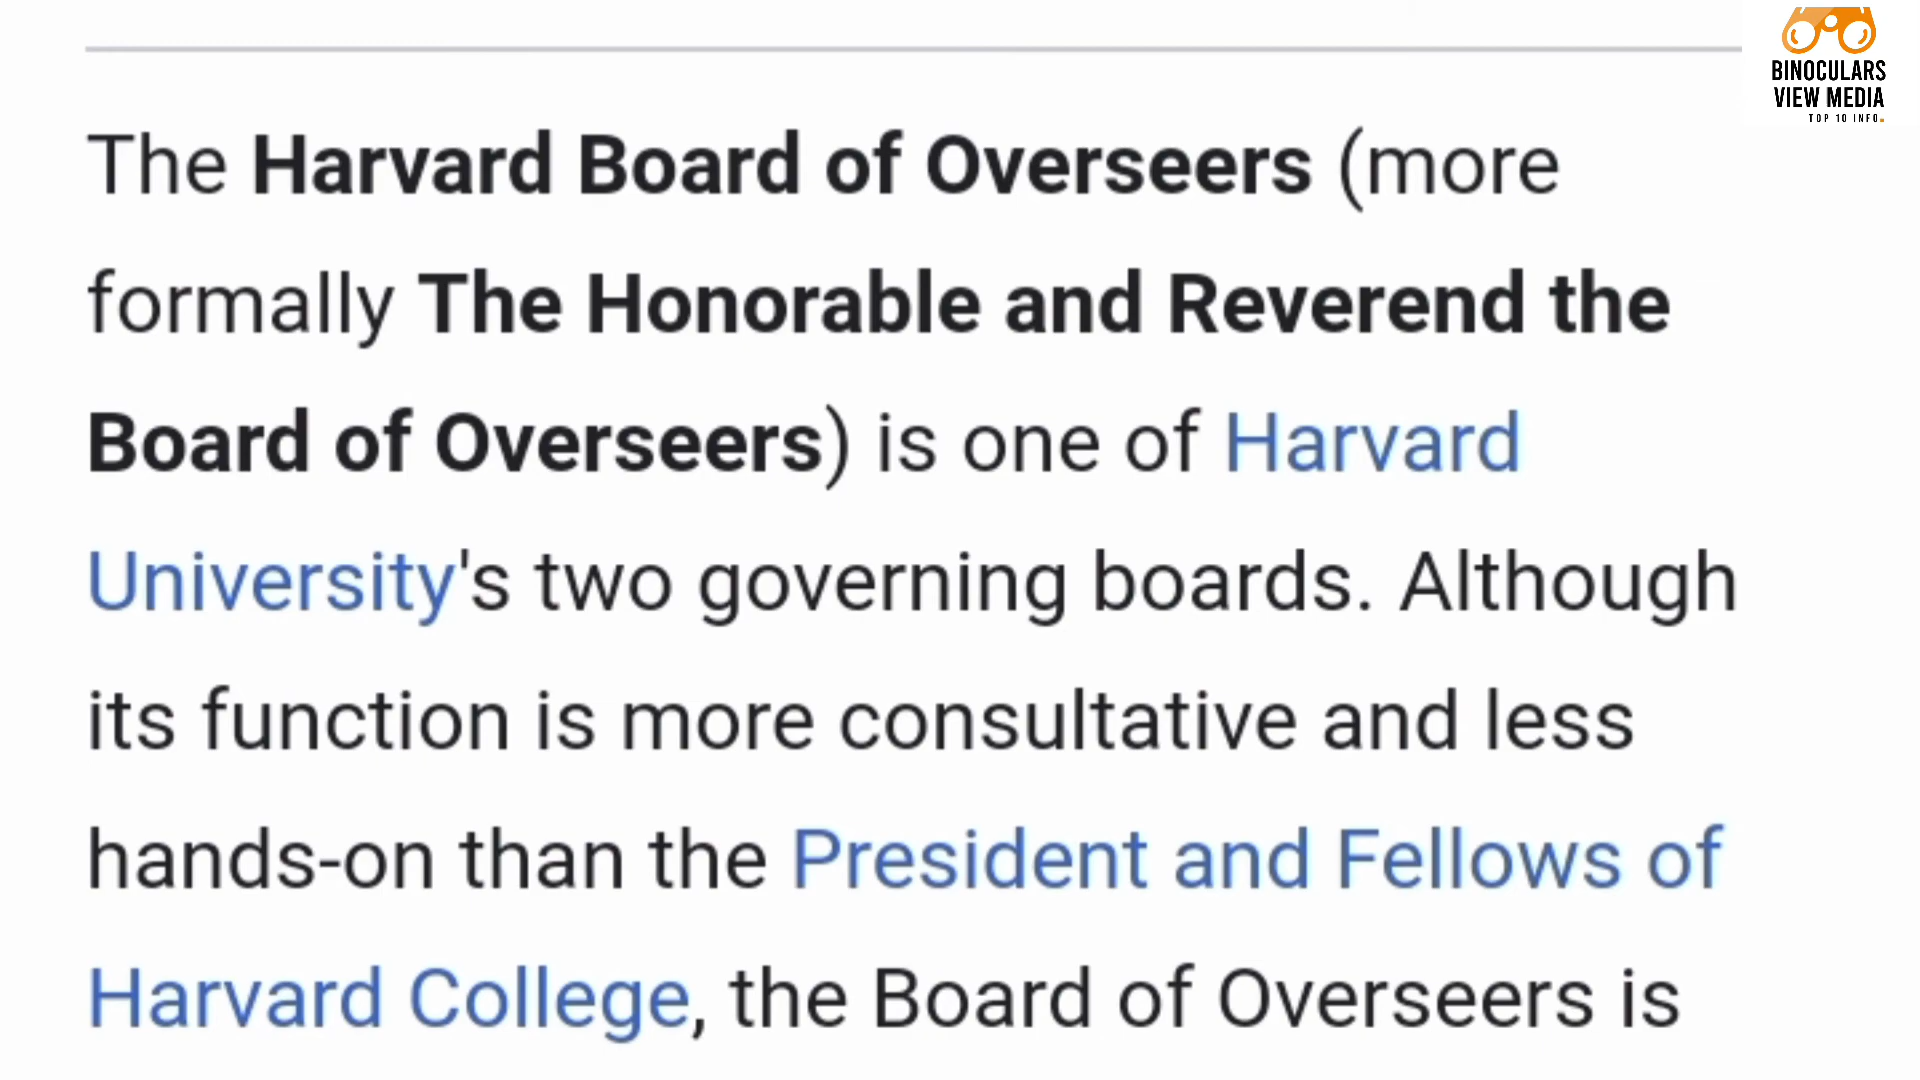 BINOCULARS
VIEW MEDIA
TOP 10 INFO.
The Harvard Board of Overseers (more
formally The Honorable and Reverend the
Board of Overseers) is one of Harvard
University's two governing boards. Although
its function is more consultative and less
hands-on than the President and Fellows of
Harvard College, the Board of Overseers is